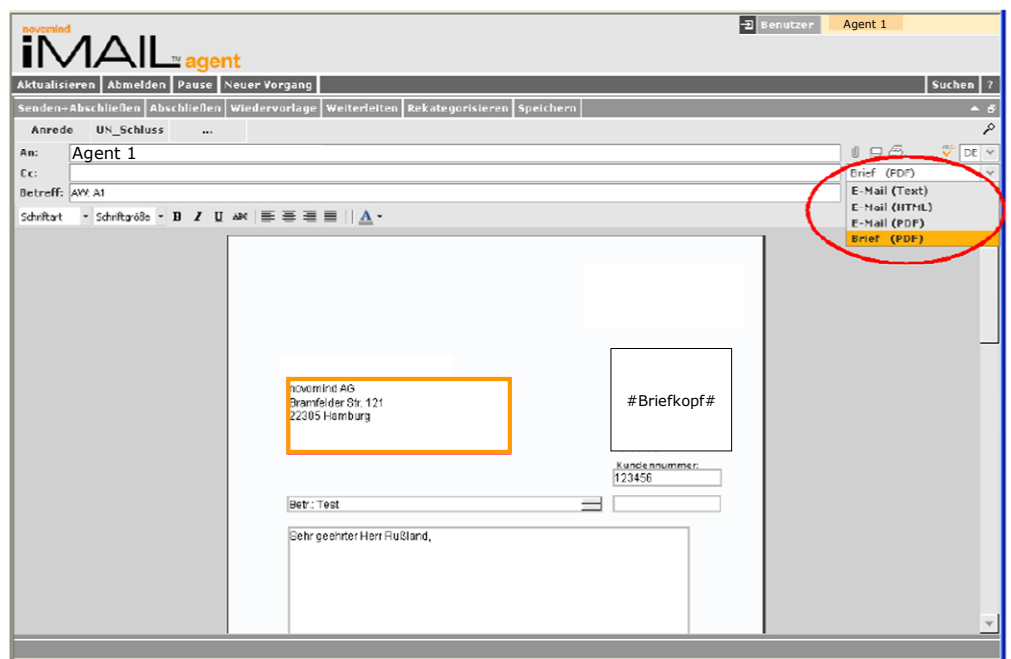 novomind
iMAIL™ agent
Benutzer Agent 1
Aktualisieren Abmelden Pause Neuer Vorgang Suchen ?
Senden+Abschließen Abschließen Wiedervorlage Weiterleiten Rekategorisieren Speichern
Anrede UN_Schluss ...
An: Agent 1 DE
Cc: Brief (PDF)
Betreff: AW: A1
E-Mail (Text)
E-Mail (HTML)
E-Mail (PDF)
Brief (PDF)
Schriftart Schriftgröße B I U ABC A
novomind AG
Bramfelder Str. 121
22305 Hamburg
#Briefkopf#
Kundennummer:
123456
Betr.: Test
Sehr geehrter Herr Rußland,